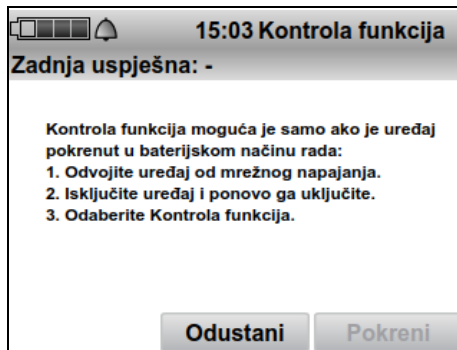 15:03 Kontrola funkcija
Zadnja uspješna: -
Kontrola funkcija moguća je samo ako je uređaj
pokrenut u baterijskom načinu rada:
1. Odvojite uređaj od mrežnog napajanja.
2. Isključite uređaj i ponovo ga uključite.
3. Odaberite Kontrola funkcija.
Odustani Pokreni